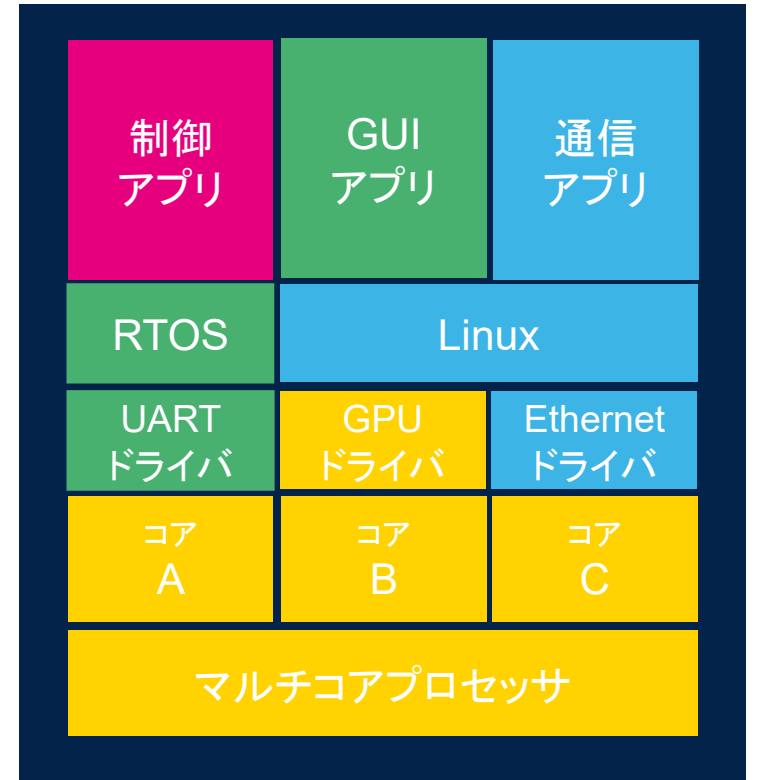 制御
アプリ
GUI
アプリ
通信
アプリ
RTOS
Linux
UART
ドライバ
GPU
ドライバ
Ethernet
ドライバ
コア
A
コア
B
コア
C
マルチコアプロセッサ